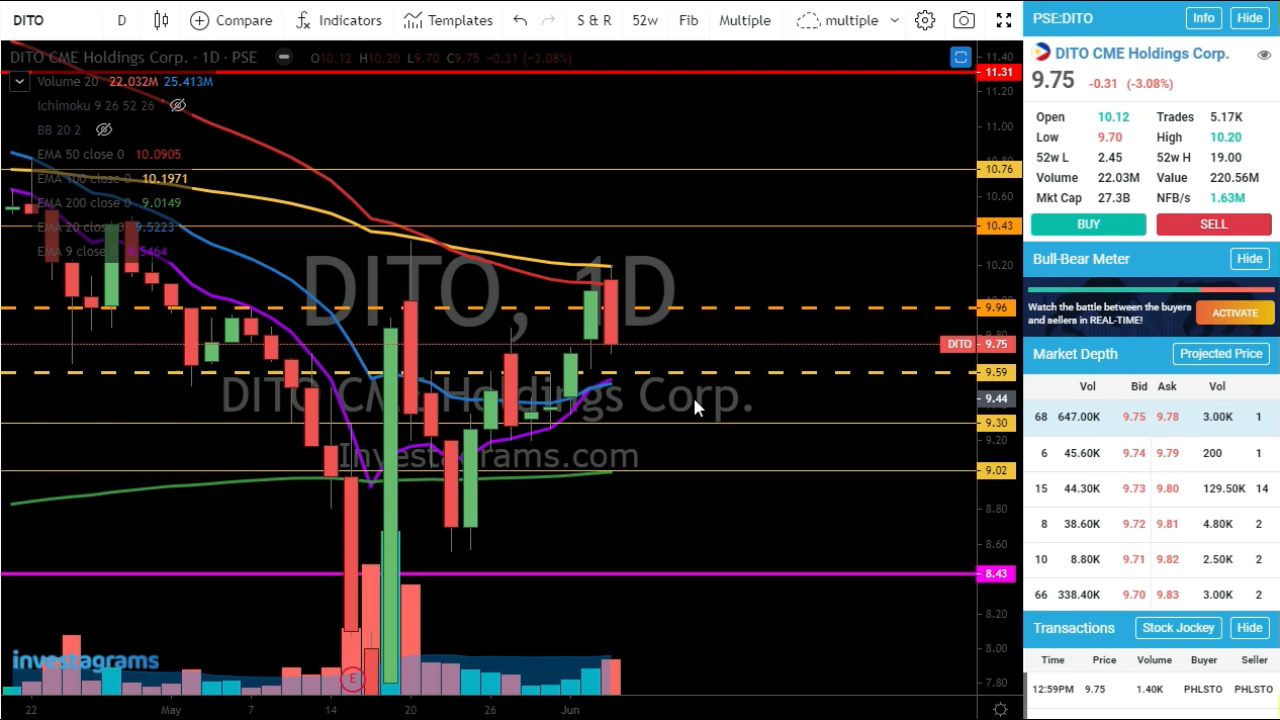 DITO D Compare Indicators Templates S & R 52w Fib Multiple multiple
DITO CME Holdings Corp. · 1D · PSE O10.12 H10.20 L9.70 C9.75 -0.31 (-3.08%)
Volume 20 22.032M 25.413M
Ichimoku 9 26 52 26
BB 20 2
EMA 50 close 0 10.0905
EMA 100 close 0 10.1971
EMA 200 close 0 9.0149
EMA 20 close 0 9.5223
EMA 9 close 0 9.5464
DITO, 1D
DITO CME Holdings Corp.
Investagrams.com
investagrams
E
11.40
11.31
11.20
11.00
10.76
10.60
10.43
10.20
9.96
9.80
DITO 9.75
9.59
9.44
9.30
9.20
9.02
8.80
8.60
8.43
8.20
8.00
7.80
22 May 7 14 20 26 Jun
PSE:DITO Info Hide
DITO CME Holdings Corp.
9.75 -0.31 (-3.08%)
Open 10.12 Trades 5.17K
Low 9.70 High 10.20
52w L 2.45 52w H 19.00
Volume 22.03M Value 220.56M
Mkt Cap 27.3B NFB/s 1.63M
BUY SELL
Bull-Bear Meter Hide
Watch the battle between the buyers
and sellers in REAL-TIME!
ACTIVATE
Market Depth Projected Price
Vol Bid Ask Vol
68 647.00K 9.75 9.78 3.00K 1
6 45.60K 9.74 9.79 200 1
15 44.30K 9.73 9.80 129.50K 14
8 38.60K 9.72 9.81 4.80K 2
10 8.80K 9.71 9.82 2.50K 2
66 338.40K 9.70 9.83 3.00K 2
Transactions Stock Jockey Hide
Time Price Volume Buyer Seller
12:59PM 9.75 1.40K PHLSTO PHLSTO